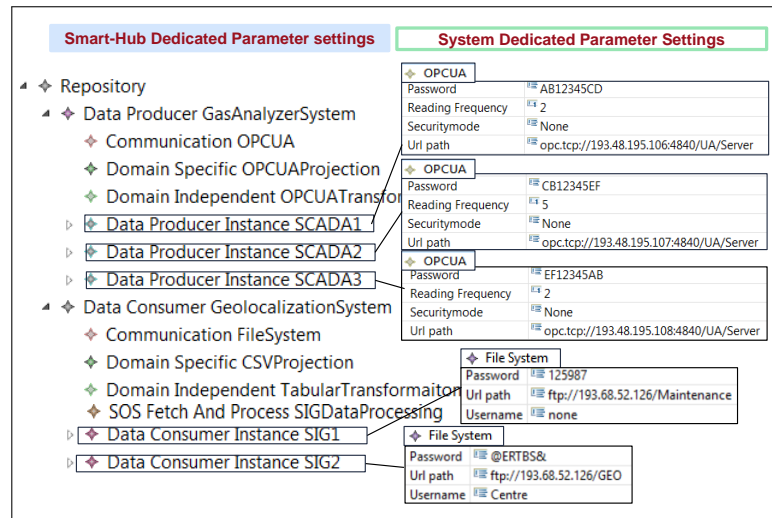 Smart-Hub Dedicated Parameter settings
System Dedicated Parameter Settings
Repository
Data Producer GasAnalyzerSystem
Communication OPCUA
Domain Specific OPCUAProjection
Domain Independent OPCUATransfor
Data Producer Instance SCADA1
Data Producer Instance SCADA2
Data Producer Instance SCADA3
Data Consumer GeolocalizationSystem
Communication FileSystem
Domain Specific CSVProjection
Domain Independent TabularTransformaiton
SOS Fetch And Process SIGDataProcessing
Data Consumer Instance SIG1
Data Consumer Instance SIG2
OPCUA
Password AB12345CD
Reading Frequency 2
Securitymode None
Url path opc.tcp://193.48.195.106:4840/UA/Server
OPCUA
Password CB12345EF
Reading Frequency 5
Securitymode None
Url path opc.tcp://193.48.195.107:4840/UA/Server
OPCUA
Password EF12345AB
Reading Frequency 2
Securitymode None
Url path opc.tcp://193.48.195.108:4840/UA/Server
File System
Password 125987
Url path ftp://193.68.52.126/Maintenance
Username none
File System
Password @ERTBS&
Url path ftp://193.68.52.126/GEO
Username Centre